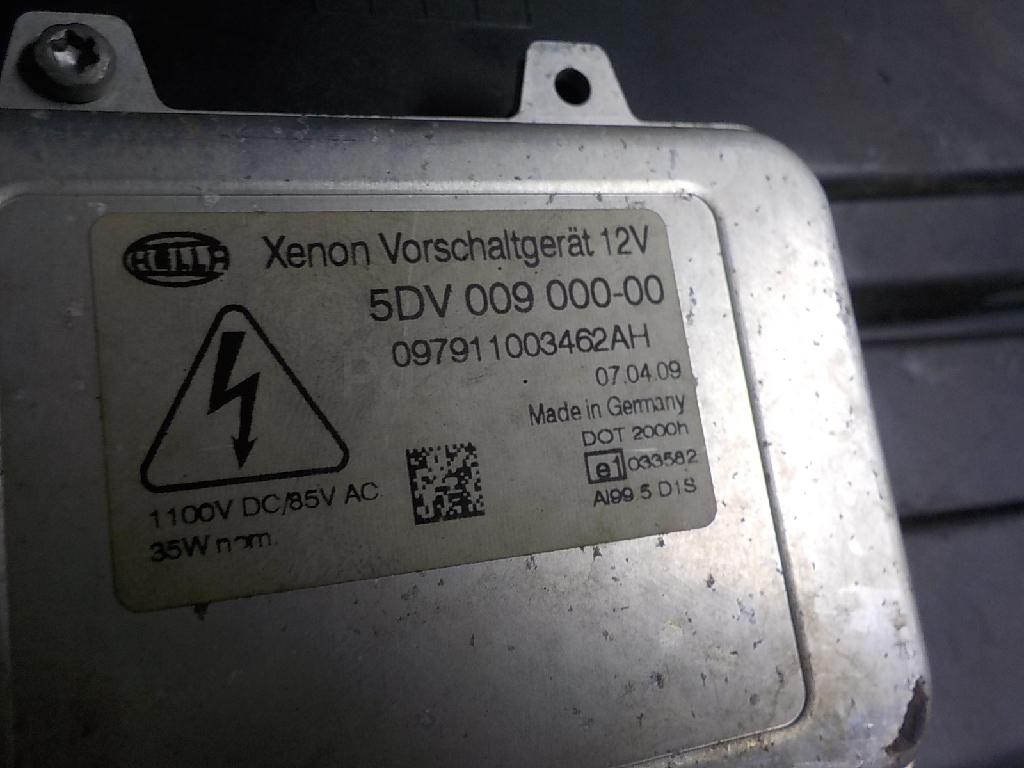 HELLA
Xenon Vorschaltgerät 12V
5DV 009 000-00
097911003462AH
07.04.09
Made in Germany
DOT 2000h
e1 033582
AI99 5 D1S
1100V DC/85V AC
35W nom.